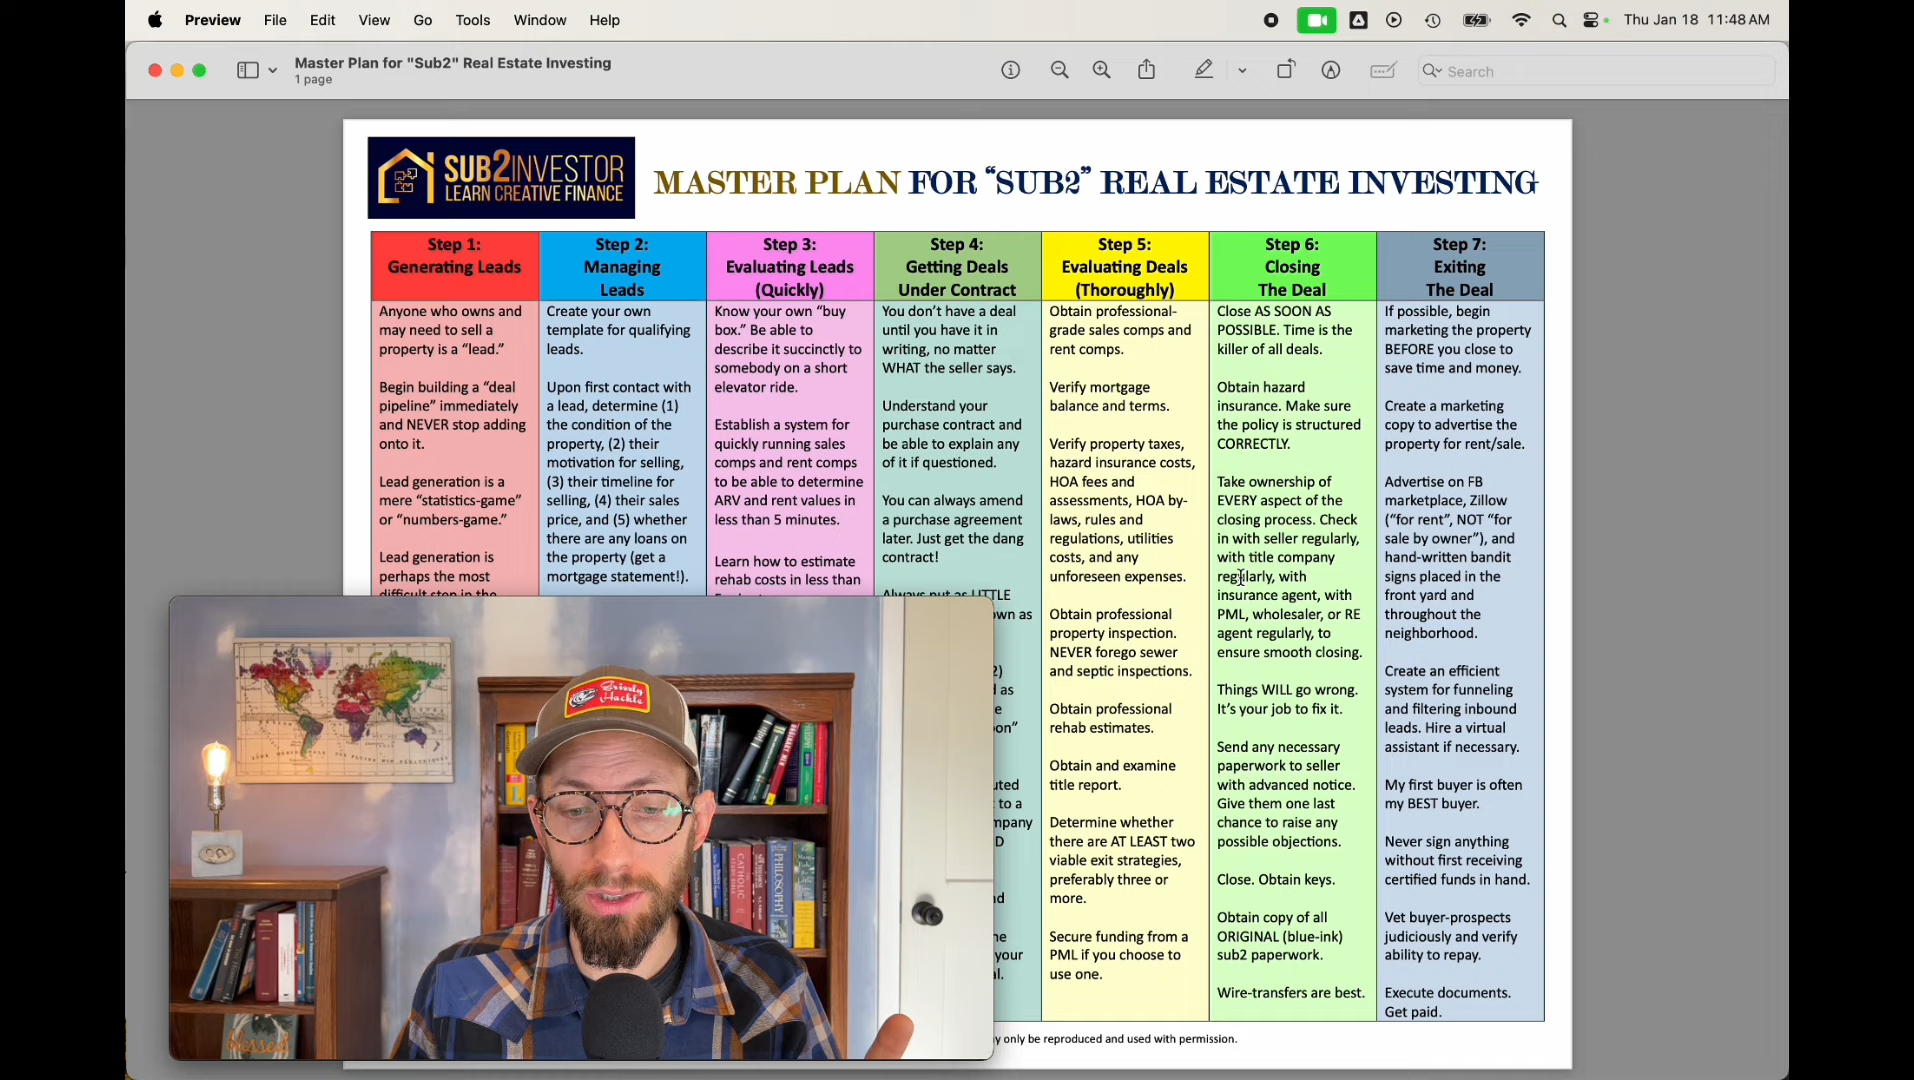 Preview File Edit View Go Tools Window Help
Thu Jan 18 11:48 AM
Master Plan for "Sub2" Real Estate Investing
1 page
Search
SUB2INVESTOR
LEARN CREATIVE FINANCE
MASTER PLAN FOR “SUB2” REAL ESTATE INVESTING
Step 1:
Generating Leads
Anyone who owns and
may need to sell a
property is a “lead.”
Begin building a “deal
pipeline” immediately
and NEVER stop adding
onto it.
Lead generation is a
mere “statistics-game”
or “numbers-game.”
Lead generation is
perhaps the most
difficult step in the
Step 2:
Managing
Leads
Create your own
template for qualifying
leads.
Upon first contact with
a lead, determine (1)
the condition of the
property, (2) their
motivation for selling,
(3) their timeline for
selling, (4) their sales
price, and (5) whether
there are any loans on
the property (get a
mortgage statement!).
Step 3:
Evaluating Leads
(Quickly)
Know your own “buy
box.” Be able to
describe it succinctly to
somebody on a short
elevator ride.
Establish a system for
quickly running sales
comps and rent comps
to be able to determine
ARV and rent values in
less than 5 minutes.
Learn how to estimate
rehab costs in less than
Step 4:
Getting Deals
Under Contract
You don’t have a deal
until you have it in
writing, no matter
WHAT the seller says.
Understand your
purchase contract and
be able to explain any
of it if questioned.
You can always amend
a purchase agreement
later. Just get the dang
contract!
Always put as LITTLE
own as
2)
as
e
on”
uted
to a
mpany
D
nd
ne
your
al.
Step 5:
Evaluating Deals
(Thoroughly)
Obtain professional-
grade sales comps and
rent comps.
Verify mortgage
balance and terms.
Verify property taxes,
hazard insurance costs,
HOA fees and
assessments, HOA by-
laws, rules and
regulations, utilities
costs, and any
unforeseen expenses.
Obtain professional
property inspection.
NEVER forego sewer
and septic inspections.
Obtain professional
rehab estimates.
Obtain and examine
title report.
Determine whether
there are AT LEAST two
viable exit strategies,
preferably three or
more.
Secure funding from a
PML if you choose to
use one.
Step 6:
Closing
The Deal
Close AS SOON AS
POSSIBLE. Time is the
killer of all deals.
Obtain hazard
insurance. Make sure
the policy is structured
CORRECTLY.
Take ownership of
EVERY aspect of the
closing process. Check
in with seller regularly,
with title company
regularly, with
insurance agent, with
PML, wholesaler, or RE
agent regularly, to
ensure smooth closing.
Things WILL go wrong.
It’s your job to fix it.
Send any necessary
paperwork to seller
with advanced notice.
Give them one last
chance to raise any
possible objections.
Close. Obtain keys.
Obtain copy of all
ORIGINAL (blue-ink)
sub2 paperwork.
Wire-transfers are best.
Step 7:
Exiting
The Deal
If possible, begin
marketing the property
BEFORE you close to
save time and money.
Create a marketing
copy to advertise the
property for rent/sale.
Advertise on FB
marketplace, Zillow
(“for rent”, NOT “for
sale by owner”), and
hand-written bandit
signs placed in the
front yard and
throughout the
neighborhood.
Create an efficient
system for funneling
and filtering inbound
leads. Hire a virtual
assistant if necessary.
My first buyer is often
my BEST buyer.
Never sign anything
without first receiving
certified funds in hand.
Vet buyer-prospects
judiciously and verify
ability to repay.
Execute documents.
Get paid.
y only be reproduced and used with permission.
Grizzly
Hackle
CATHOLIC
PHILOSOPHY
blessed